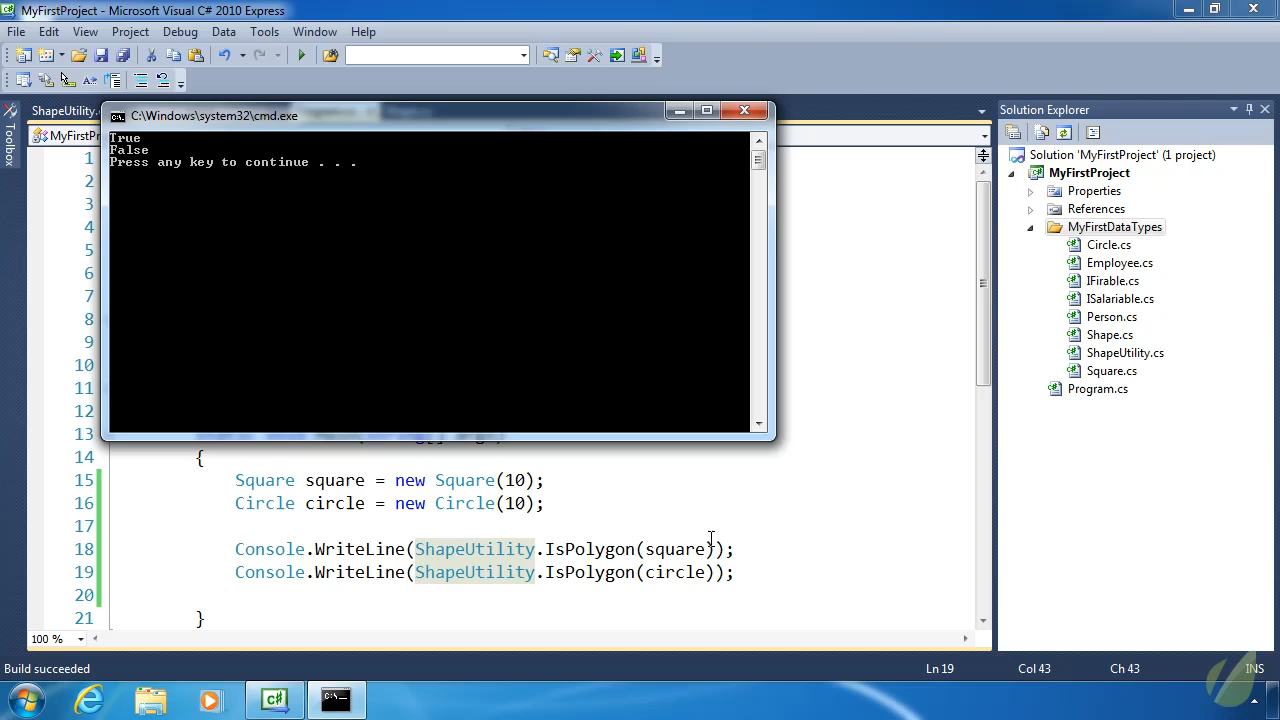 MyFirstProject - Microsoft Visual C# 2010 Express
File Edit View Project Debug Data Tools Window Help
ShapeUtility.
C:\Windows\system32\cmd.exe
True
False
Press any key to continue . . .
MyFirstPr
Toolbox
1
2
3
4
5
6
7
8
9
10
11
12
13
14 {
15 Square square = new Square(10);
16 Circle circle = new Circle(10);
17
18 Console.WriteLine(ShapeUtility.IsPolygon(square));
19 Console.WriteLine(ShapeUtility.IsPolygon(circle));
20
21 }
100 %
Solution Explorer
Solution 'MyFirstProject' (1 project)
MyFirstProject
Properties
References
MyFirstDataTypes
Circle.cs
Employee.cs
IFirable.cs
ISalariable.cs
Person.cs
Shape.cs
ShapeUtility.cs
Square.cs
Program.cs
Build succeeded Ln 19 Col 43 Ch 43 INS